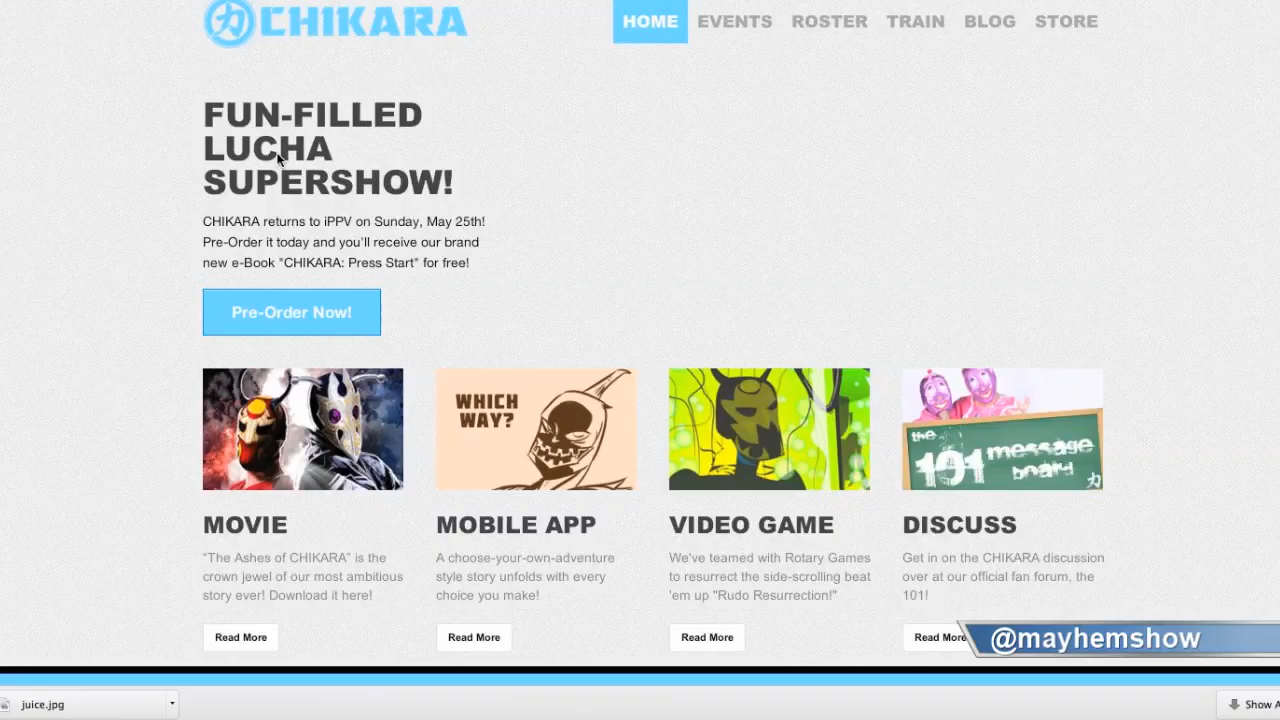 力 CHIKARA
HOME EVENTS ROSTER TRAIN BLOG STORE
FUN-FILLED
LUCHA
SUPERSHOW!
CHIKARA returns to iPPV on Sunday, May 25th!
Pre-Order it today and you'll receive our brand
new e-Book "CHIKARA: Press Start" for free!
Pre-Order Now!
WHICH
WAY?
the
101 message
board
力
MOVIE
“The Ashes of CHIKARA” is the
crown jewel of our most ambitious
story ever! Download it here!
Read More
MOBILE APP
A choose-your-own-adventure
style story unfolds with every
choice you make!
Read More
VIDEO GAME
We've teamed with Rotary Games
to resurrect the side-scrolling beat
'em up "Rudo Resurrection!"
Read More
DISCUSS
Get in on the CHIKARA discussion
over at our official fan forum, the
101!
Read More
@mayhemshow
juice.jpg
Show A